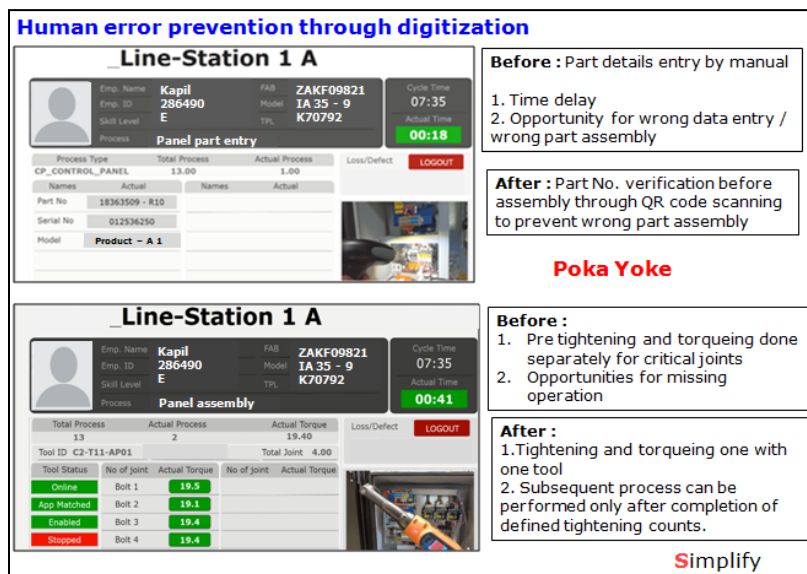 Human error prevention through digitization
_Line-Station 1 A
Emp. Name Kapil FAB ZAKF09821
Emp. ID 286490 Model IA 35 - 9
Skill Level E TPL K70792
Process Panel part entry
Cycle Time
07:35
Actual Time
00:18
Process Type Total Process Actual Process
CP_CONTROL_PANEL 13.00 1.00
Loss/Defect LOGOUT
Names Actual Names Actual
Part No 18363509 - R10
Serial No 012536250
Model Product – A 1
Before : Part details entry by manual
1. Time delay
2. Opportunity for wrong data entry /
wrong part assembly
After : Part No. verification before
assembly through QR code scanning
to prevent wrong part assembly
Poka Yoke
_Line-Station 1 A
Emp. Name Kapil FAB ZAKF09821
Emp. ID 286490 Model IA 35 - 9
Skill Level E TPL K70792
Process Panel assembly
Cycle Time
07:35
Actual Time
00:41
Total Process Actual Process Actual Torque
13 2 19.40
Loss/Defect LOGOUT
Tool ID C2-T11-AP01 Total Joint 4.00
Tool Status No of joint Actual Torque No of joint Actual Torque
Online Bolt 1 19.5
App Matched Bolt 2 19.1
Enabled Bolt 3 19.4
Stopped Bolt 4 19.4
Before :
1. Pre tightening and torqueing done
separately for critical joints
2. Opportunities for missing
operation
After :
1.Tightening and torqueing one with
one tool
2. Subsequent process can be
performed only after completion of
defined tightening counts.
Simplify